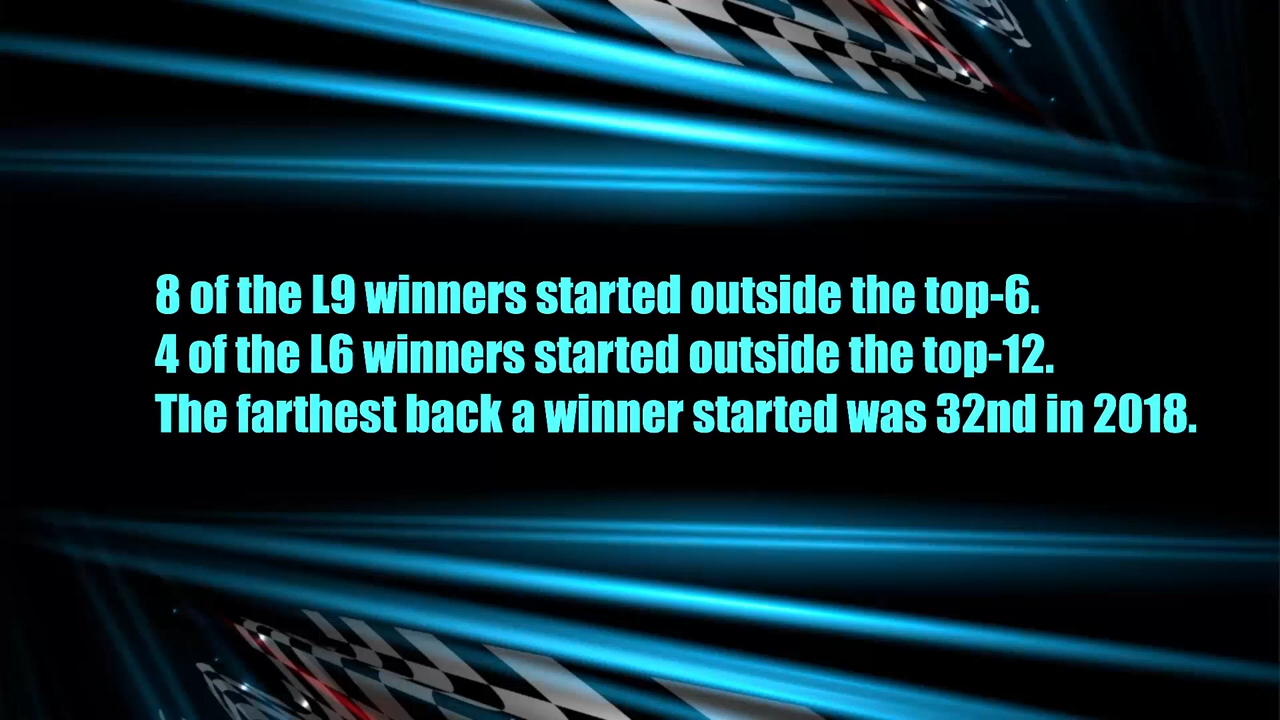 8 of the L9 winners started outside the top-6.
4 of the L6 winners started outside the top-12.
The farthest back a winner started was 32nd in 2018.